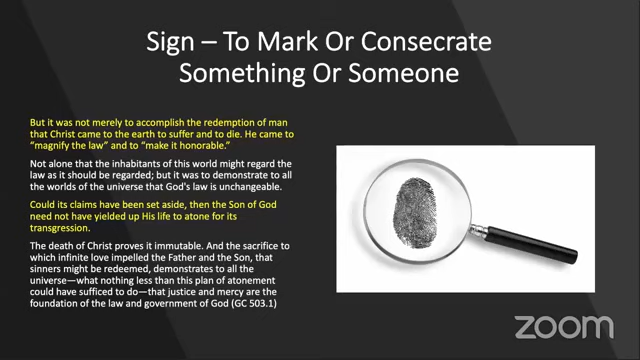 Sign – To Mark Or Consecrate
Something Or Someone
But it was not merely to accomplish the redemption of man
that Christ came to the earth to suffer and to die. He came to
“magnify the law” and to “make it honorable.”
Not alone that the inhabitants of this world might regard the
law as it should be regarded; but it was to demonstrate to all
the worlds of the universe that God's law is unchangeable.
Could its claims have been set aside, then the Son of God
need not have yielded up His life to atone for its
transgression.
The death of Christ proves it immutable. And the sacrifice to
which infinite love impelled the Father and the Son, that
sinners might be redeemed, demonstrates to all the
universe—what nothing less than this plan of atonement
could have sufficed to do—that justice and mercy are the
foundation of the law and government of God (GC 503.1)
zoom